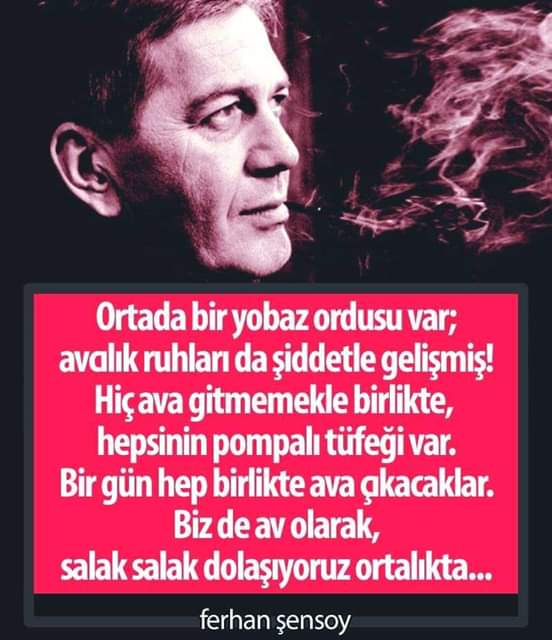 Ortada bir yobaz ordusu var;
avcılık ruhları da şiddetle gelişmiş!
Hiç ava gitmemekle birlikte,
hepsinin pompalı tüfeği var.
Bir gün hep birlikte ava çıkacaklar.
Biz de av olarak,
salak salak dolaşıyoruz ortalıkta...
ferhan şensoy